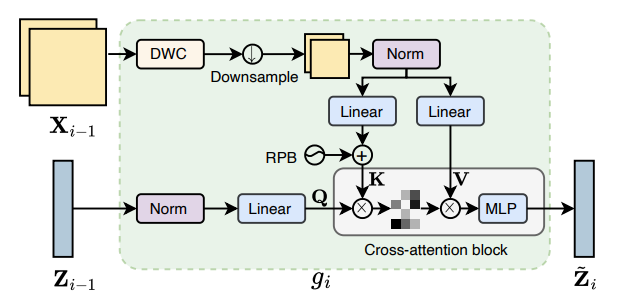 DWC
Norm
Downsample
Linear
Linear
X_{i-1}
RPB
K
V
Norm
Linear
Q
MLP
Cross-attention block
Z_{i-1}
g_i
Z̃_i